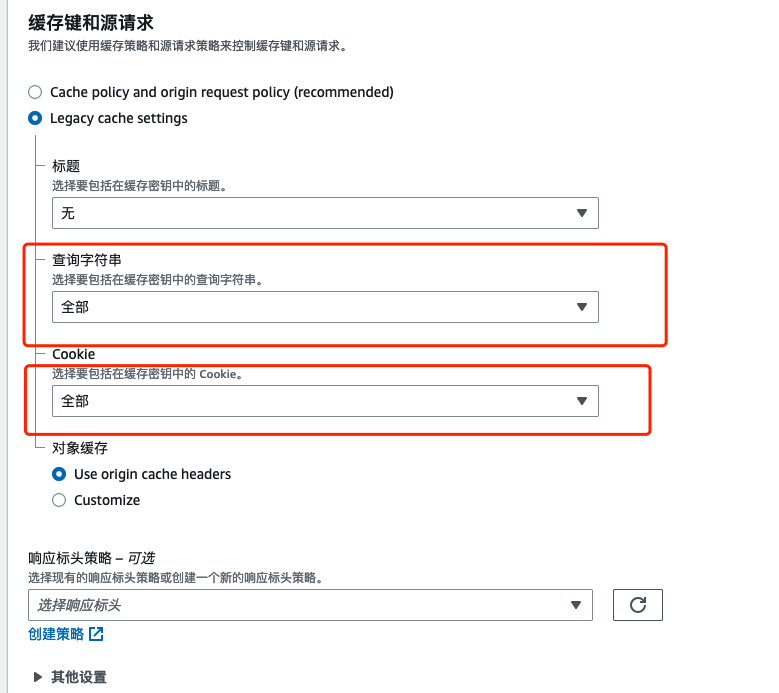 缓存键和源请求
我们建议使用缓存策略和源请求策略来控制缓存键和源请求。
Cache policy and origin request policy (recommended)
Legacy cache settings
标题
选择要包括在缓存密钥中的标题。
无
查询字符串
选择要包括在缓存密钥中的查询字符串。
全部
Cookie
选择要包括在缓存密钥中的 Cookie。
全部
对象缓存
Use origin cache headers
Customize
响应标头策略 – 可选
选择现有的响应标头策略或创建一个新的响应标头策略。
选择响应标头
创建策略
其他设置